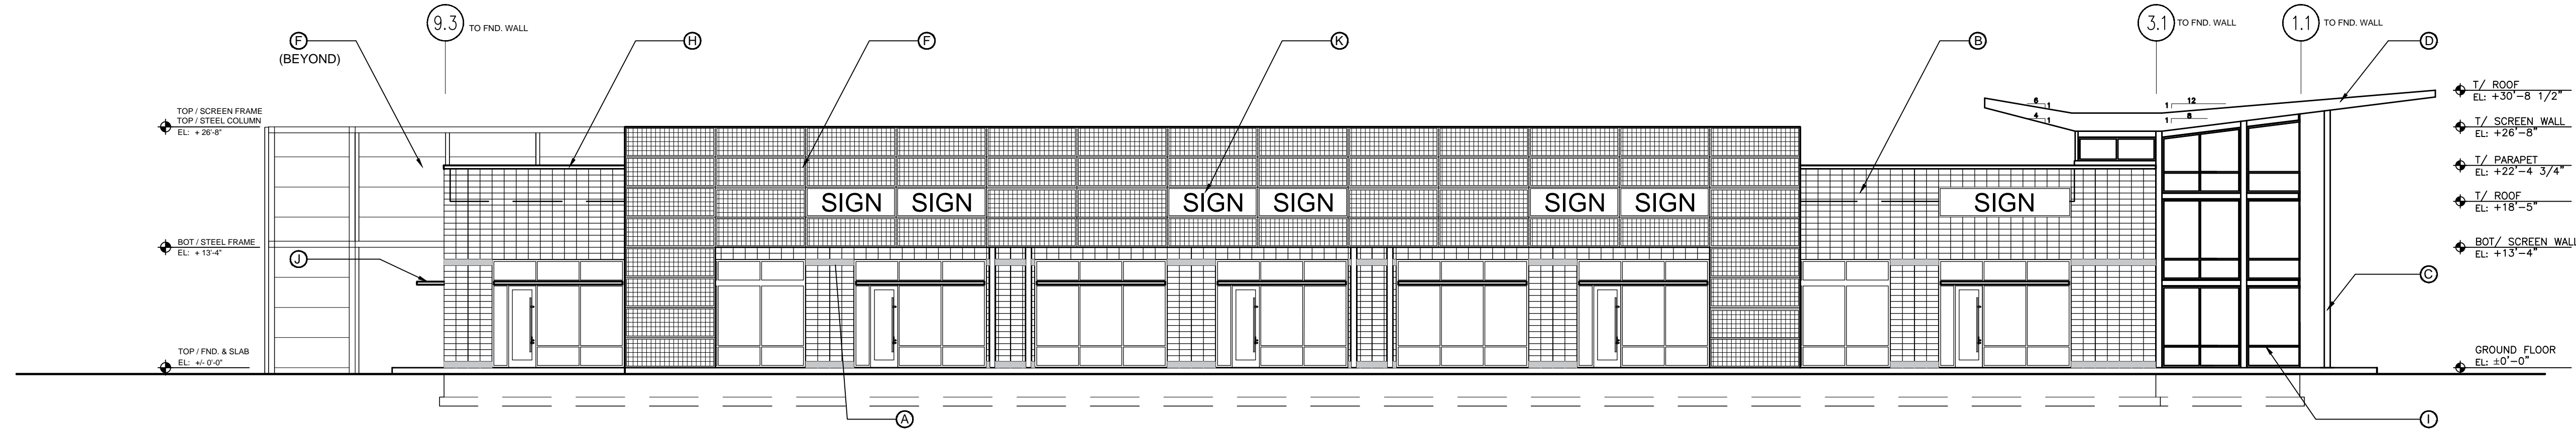 9.3 TO FND. WALL
3.1 TO FND. WALL
1.1 TO FND. WALL
F
(BEYOND)
H
F
K
B
D
TOP / SCREEN FRAME
TOP / STEEL COLUMN
EL: + 26'-8"
BOT / STEEL FRAME
EL: + 13'-4"
J
TOP / FND. & SLAB
EL: +/- 0'-0"
SIGN SIGN SIGN SIGN SIGN SIGN SIGN
6
1
4
1
12
1
8
1
T/ ROOF
EL: +30'-8 1/2"
T/ SCREEN WALL
EL: +26'-8"
T/ PARAPET
EL: +22'-4 3/4"
T/ ROOF
EL: +18'-5"
BOT/ SCREEN WALL
EL: +13'-4"
C
GROUND FLOOR
EL: ±0'-0"
A
I